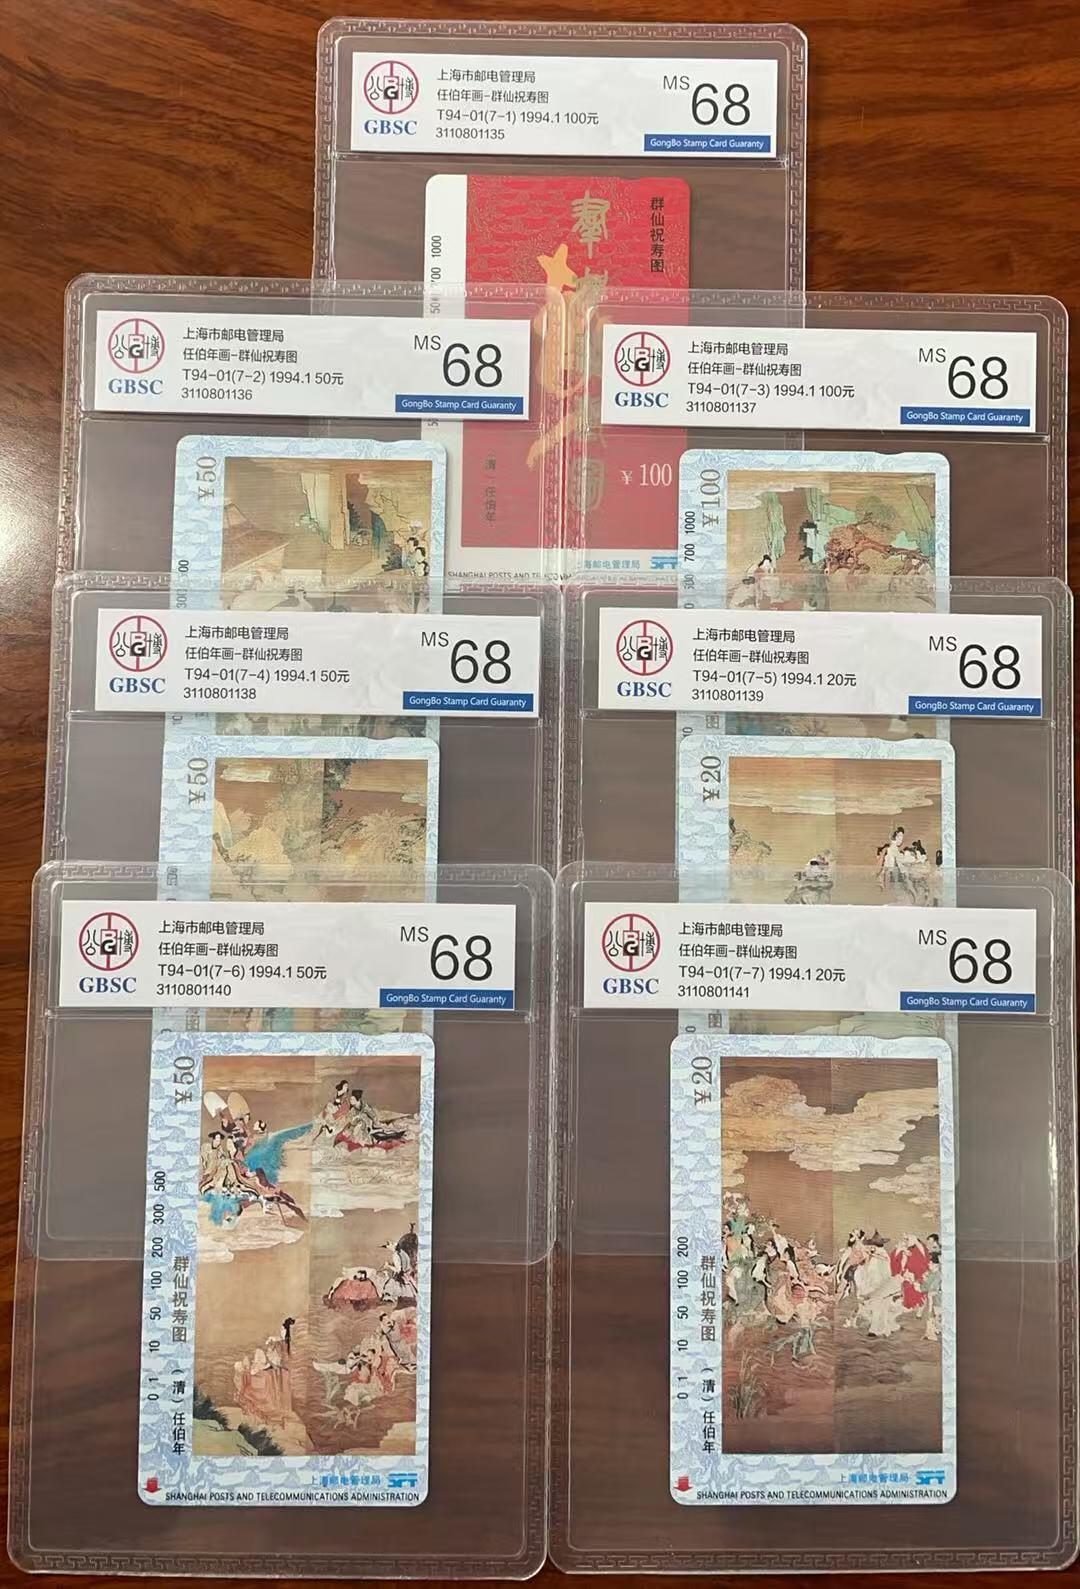 上海市邮电管理局
任伯年画-群仙祝寿图
T94-01(7-1) 1994.1 100元
3110801135
MS 68
GBSC
GongBo Stamp Card Guaranty
群仙祝寿图
1000
¥100
任伯年
SHANGHAI POSTS AND
海邮电管理局
上海市邮电管理局
任伯年画-群仙祝寿图
T94-01(7-2) 1994.1 50元
3110801136
MS 68
GBSC
GongBo Stamp Card Guaranty
¥50
上海市邮电管理局
任伯年画-群仙祝寿图
T94-01(7-3) 1994.1 100元
3110801137
MS 68
GBSC
GongBo Stamp Card Guaranty
¥100
700 1000
上海市邮电管理局
任伯年画-群仙祝寿图
T94-01(7-4) 1994.1 50元
3110801138
MS 68
GBSC
GongBo Stamp Card Guaranty
¥50
上海市邮电管理局
任伯年画-群仙祝寿图
T94-01(7-5) 1994.1 20元
3110801139
MS 68
GBSC
GongBo Stamp Card Guaranty
¥20
上海市邮电管理局
任伯年画-群仙祝寿图
T94-01(7-6) 1994.1 50元
3110801140
MS 68
GBSC
GongBo Stamp Card Guaranty
¥50
0 1 10 50 100 200 300 500
群仙祝寿图
(清)任伯年
上海邮电管理局
SHANGHAI POSTS AND TELECOMMUNICATIONS ADMINISTRATION
上海市邮电管理局
任伯年画-群仙祝寿图
T94-01(7-7) 1994.1 20元
3110801141
MS 68
GBSC
GongBo Stamp Card Guaranty
¥20
0 1 10 50 100 200
群仙祝寿图
(清)任伯年
上海邮电管理局
SHANGHAI POSTS AND TELECOMMUNICATIONS ADMINISTRATION